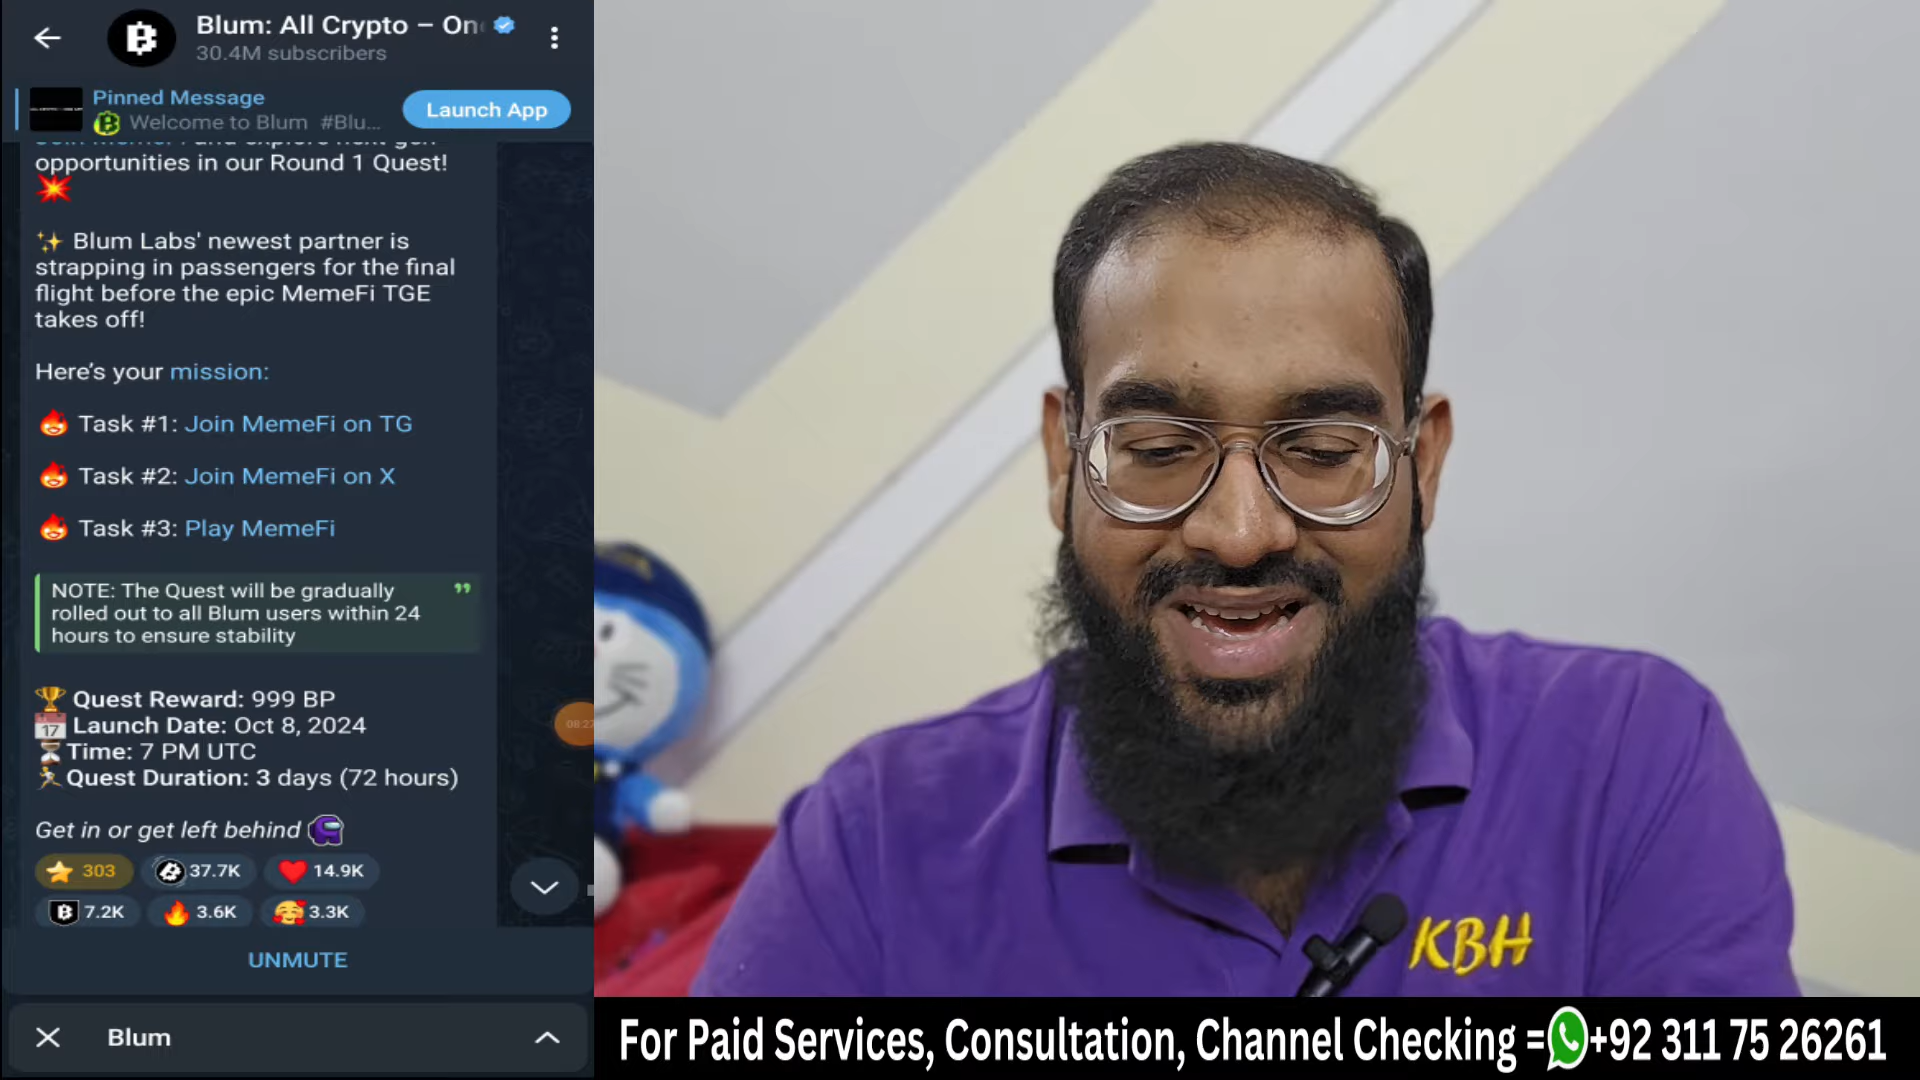 Blum: All Crypto – On
30.4M subscribers
Pinned Message
Welcome to Blum #Blu...
Launch App
opportunities in our Round 1 Quest!
Blum Labs' newest partner is
strapping in passengers for the final
flight before the epic MemeFi TGE
takes off!
Here's your mission:
Task #1: Join MemeFi on TG
Task #2: Join MemeFi on X
Task #3: Play MemeFi
NOTE: The Quest will be gradually
rolled out to all Blum users within 24
hours to ensure stability
Quest Reward: 999 BP
17 Launch Date: Oct 8, 2024
Time: 7 PM UTC
Quest Duration: 3 days (72 hours)
Get in or get left behind
303 37.7K 14.9K
7.2K 3.6K 3.3K
UNMUTE
Blum
KBH
For Paid Services, Consultation, Channel Checking = +92 311 75 26261